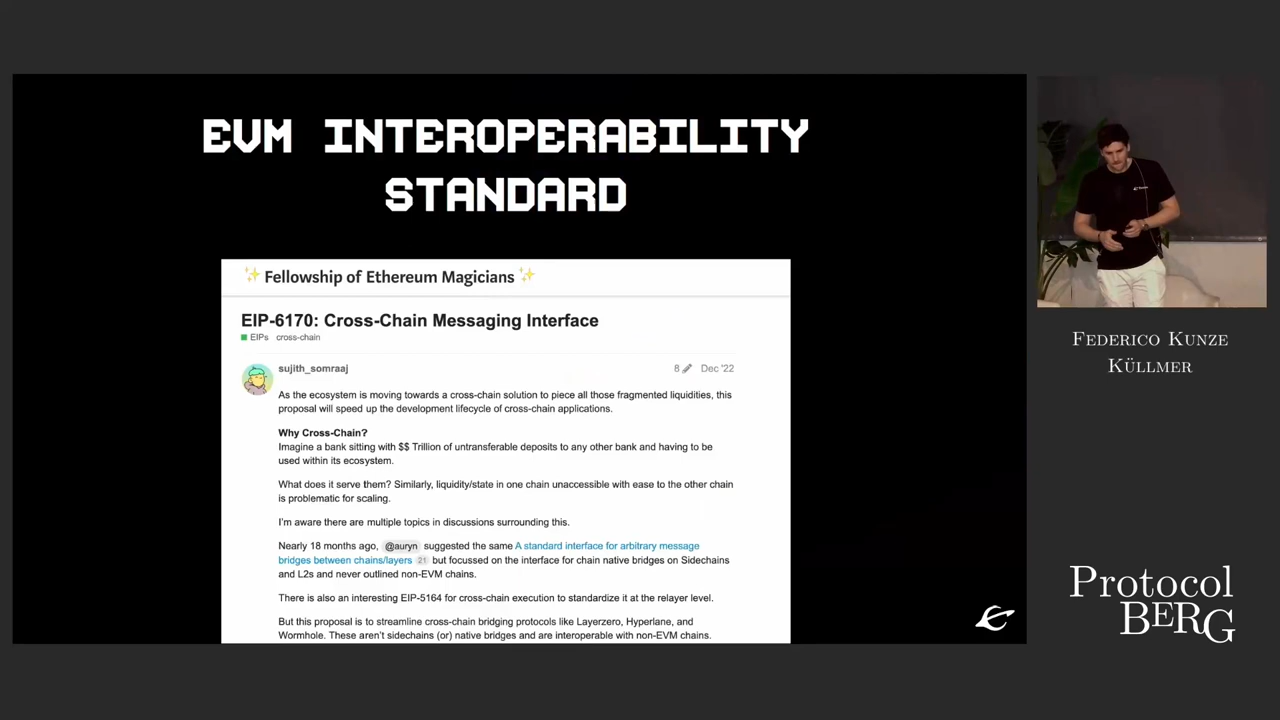 EVM INTEROPERABILITY
STANDARD
✨ Fellowship of Ethereum Magicians ✨
EIP-6170: Cross-Chain Messaging Interface
EIPs cross-chain
sujith_somraaj
8 Dec '22
As the ecosystem is moving towards a cross-chain solution to piece all those fragmented liquidities, this
proposal will speed up the development lifecycle of cross-chain applications.
Why Cross-Chain?
Imagine a bank sitting with $$ Trillion of untransferable deposits to any other bank and having to be
used within its ecosystem.
What does it serve them? Similarly, liquidity/state in one chain unaccessible with ease to the other chain
is problematic for scaling.
I'm aware there are multiple topics in discussions surrounding this.
Nearly 18 months ago, @auryn suggested the same A standard interface for arbitrary message
bridges between chains/layers 21 but focussed on the interface for chain native bridges on Sidechains
and L2s and never outlined non-EVM chains.
There is also an interesting EIP-5164 for cross-chain execution to standardize it at the relayer level.
But this proposal is to streamline cross-chain bridging protocols like Layerzero, Hyperlane, and
Wormhole. These aren't sidechains (or) native bridges and are interoperable with non-EVM chains.
Federico Kunze
Küllmer
Protocol
BERG